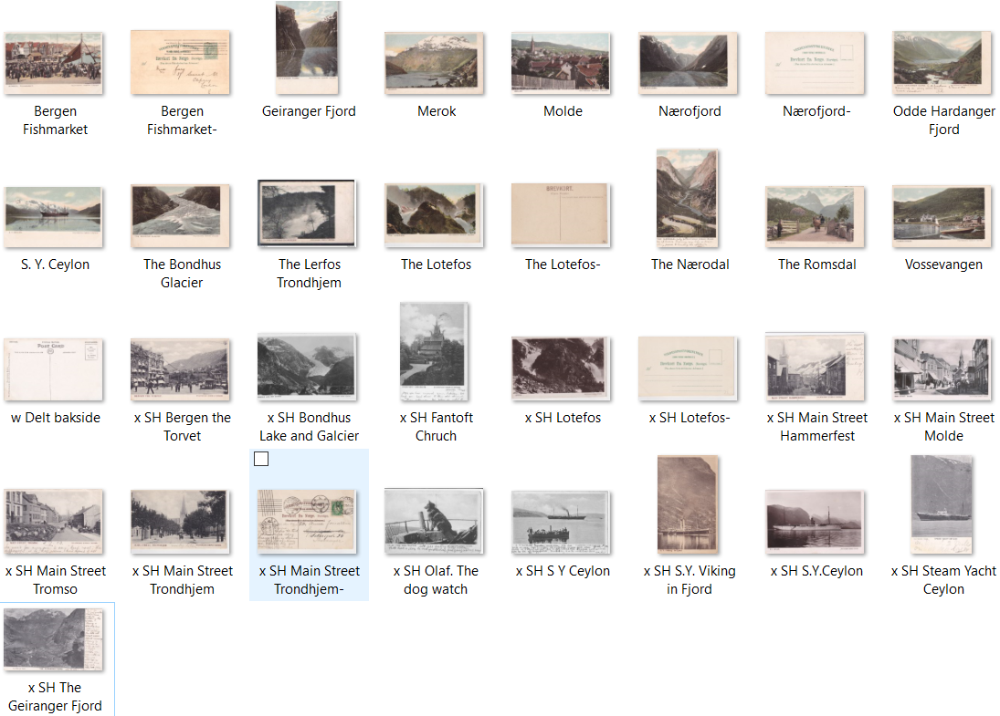 Bergen
Fishmarket
Bergen
Fishmarket-
Geiranger Fjord
Merok
Molde
Nærofjord
Nærofjord-
Odde Hardanger
Fjord
S. Y. Ceylon
The Bondhus
Glacier
The Lerfos
Trondhjem
The Lotefos
BREVKORT.
The Lotefos-
The Nærodal
The Romsdal
Vossevangen
POST CARD
w Delt bakside
x SH Bergen the
Torvet
x SH Bondhus
Lake and Galcier
x SH Fantoft
Chruch
x SH Lotefos
x SH Lotefos-
x SH Main Street
Hammerfest
x SH Main Street
Molde
x SH Main Street
Tromso
x SH Main Street
Trondhjem
x SH Main Street
Trondhjem-
x SH Olaf. The
dog watch
x SH S Y Ceylon
x SH S.Y. Viking
in Fjord
x SH S.Y.Ceylon
x SH Steam Yacht
Ceylon
x SH The
Geiranger Fjord